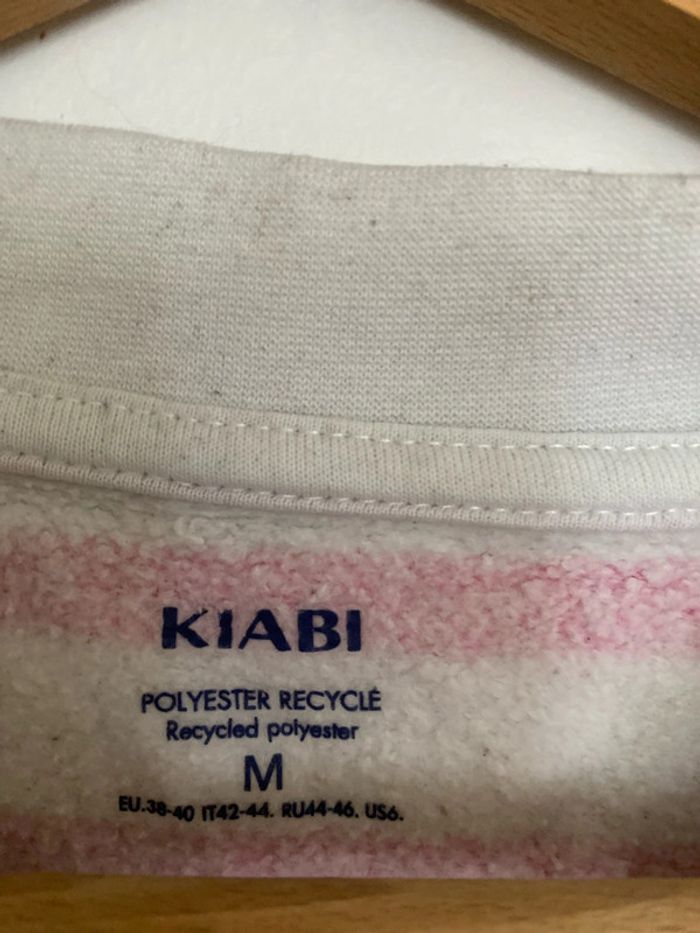 KIABI
POLYESTER RECYCLÉ
Recycled polyester
M
EU.38-40 IT42-44. RU44-46. US6.